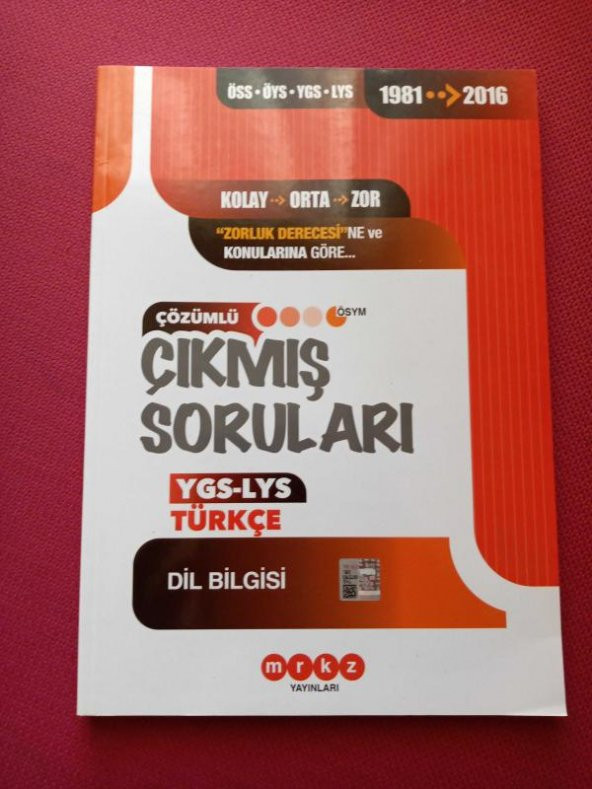 ÖSS • ÖYS • YGS • LYS
1981 ••> 2016
KOLAY ··> ORTA ··> ZOR
"ZORLUK DERECESİ"NE ve
KONULARINA GÖRE...
ÇÖZÜMLÜ
ÖSYM
ÇIKMIŞ
SORULARI
YGS-LYS
TÜRKÇE
DİL BİLGİSİ
mrkz
YAYINLARI